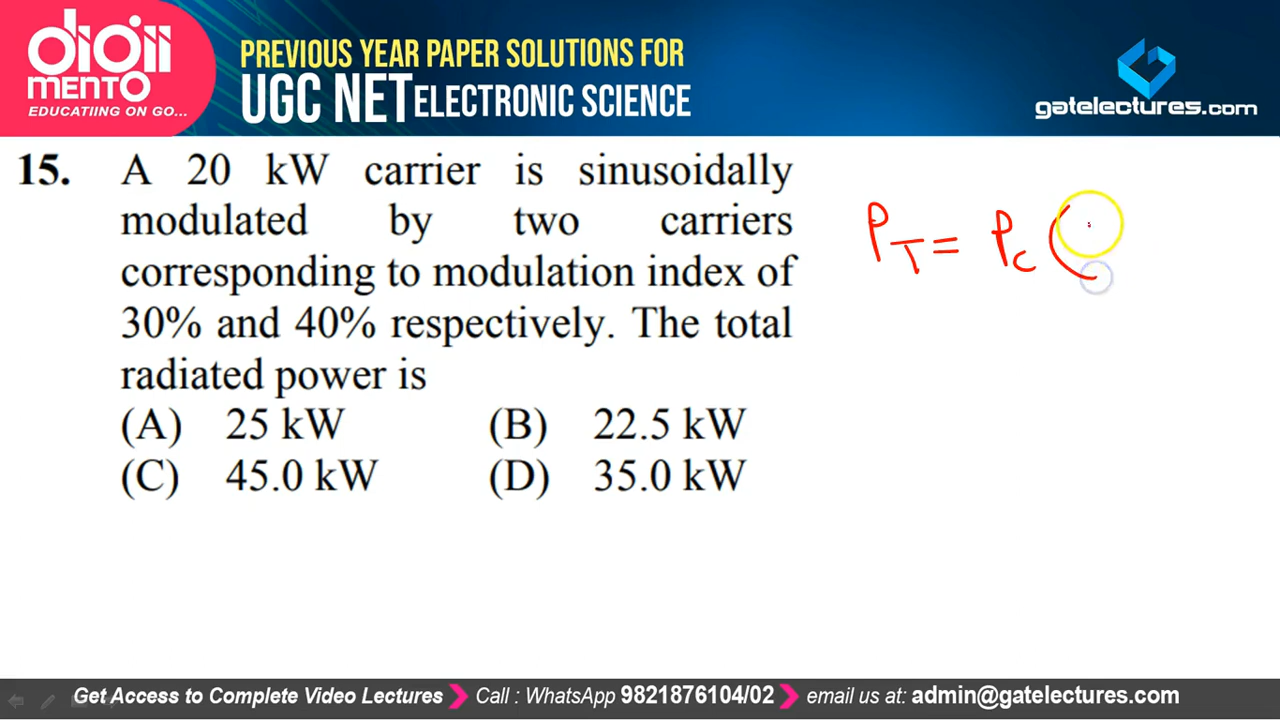 dioii
MENTO
EDUCATIING ON GO...
PREVIOUS YEAR PAPER SOLUTIONS FOR
UGC NET ELECTRONIC SCIENCE
gatelectures.com
15. A 20 kW carrier is sinusoidally
modulated by two carriers
corresponding to modulation index of
30% and 40% respectively. The total
radiated power is
(A) 25 kW (B) 22.5 kW
(C) 45.0 kW (D) 35.0 kW
P_T = P_C (
Get Access to Complete Video Lectures Call : WhatsApp 9821876104/02 email us at: admin@gatelectures.com